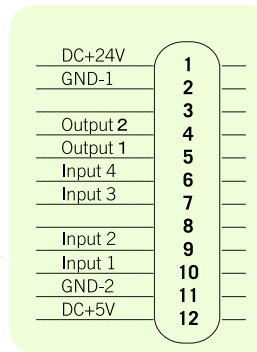 DC+24V 1
GND-1 2
3
Output 2 4
Output 1 5
Input 4 6
Input 3 7
8
Input 2 9
Input 1 10
GND-2 11
DC+5V 12